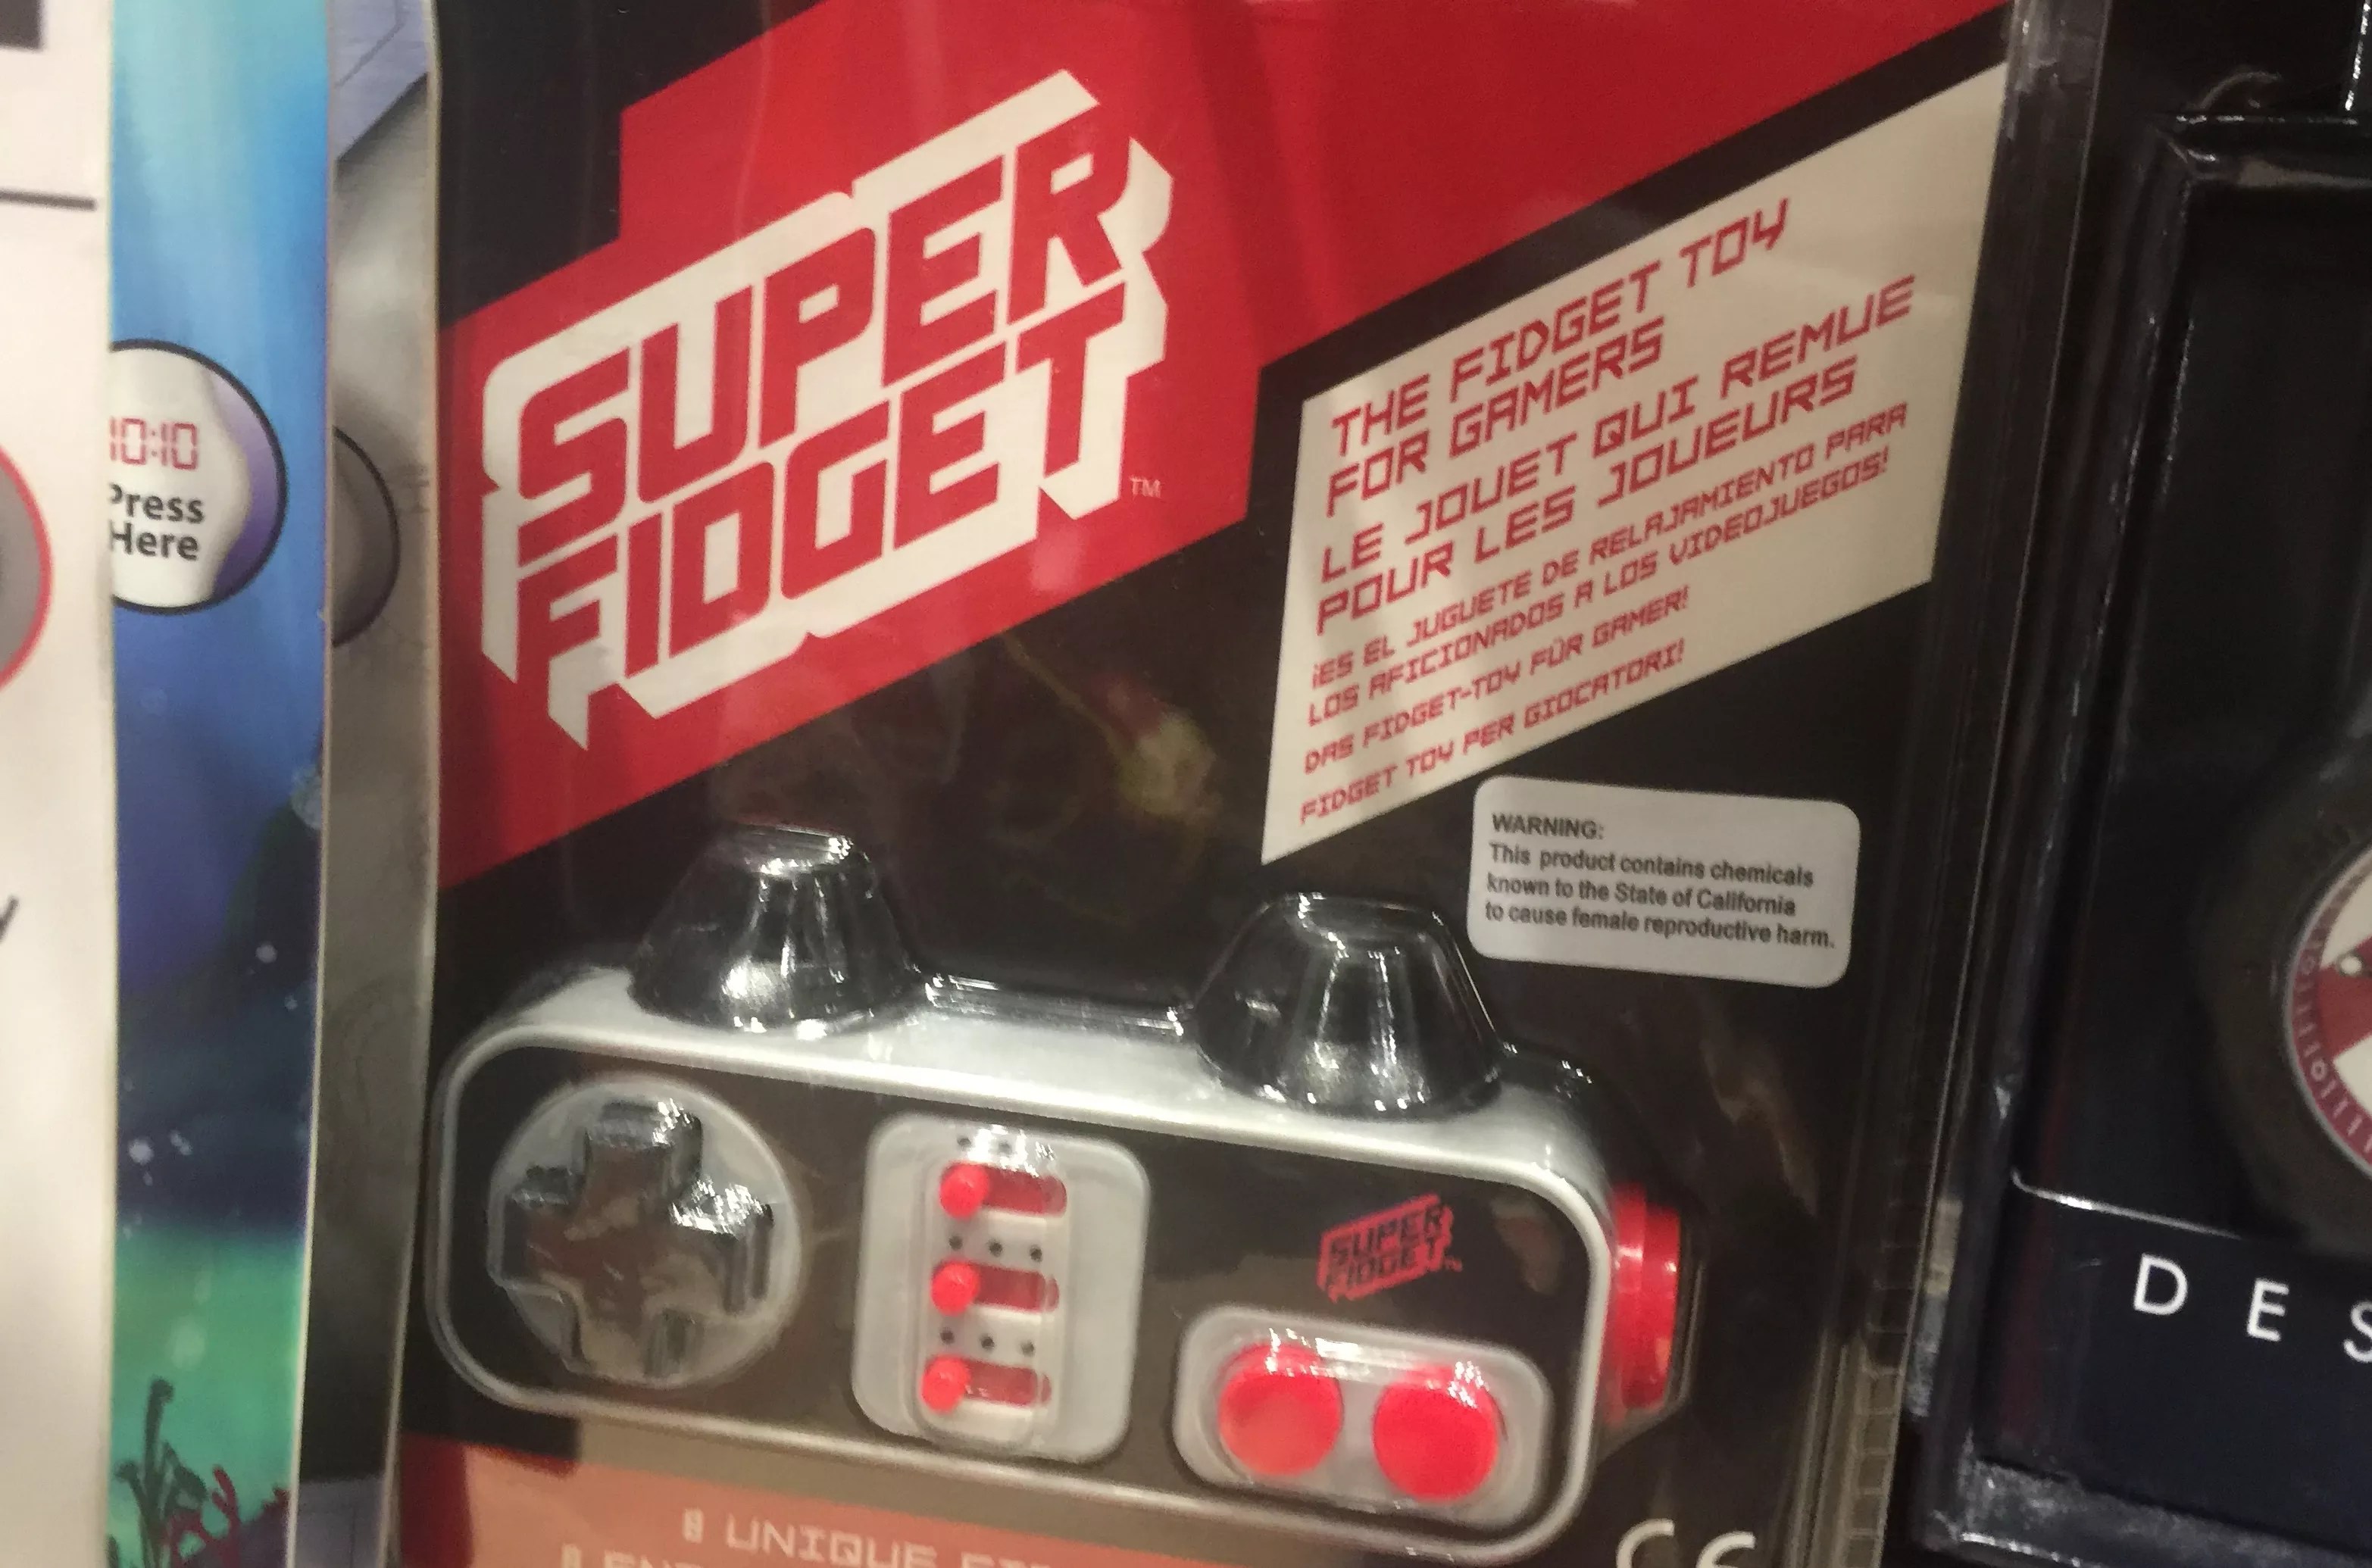 SUPER
FIDGET
TM
THE FIDGET TOY
FOR GAMERS
LE JOUET QUI REMUE
POUR LES JOUEURS
¡ES EL JUGUETE DE RELAJAMIENTO PARA
LOS AFICIONADOS A LOS VIDEOJUEGOS!
DAS FIDGET-TOY FÜR GAMER!
FIDGET TOY PER GIOCATORI!
WARNING:
This product contains chemicals
known to the State of California
to cause female reproductive harm.
SUPER
FIDGET
TM
8 UNIQUE
CE
10:10
Press
Here
DES